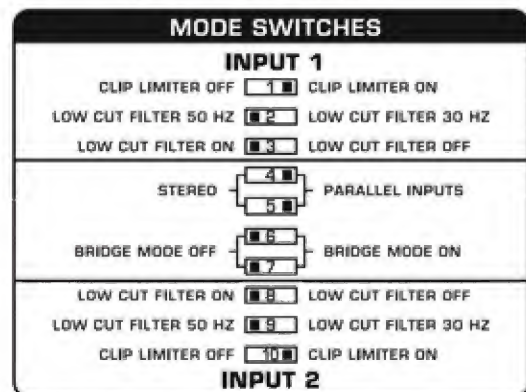 MODE SWITCHES
INPUT 1
CLIP LIMITER OFF 1 CLIP LIMITER ON
LOW CUT FILTER 50 HZ 2 LOW CUT FILTER 30 HZ
LOW CUT FILTER ON 3 LOW CUT FILTER OFF
4
STEREO PARALLEL INPUTS
5
6
BRIDGE MODE OFF BRIDGE MODE ON
7
LOW CUT FILTER ON 8 LOW CUT FILTER OFF
LOW CUT FILTER 50 HZ 9 LOW CUT FILTER 30 HZ
CLIP LIMITER OFF 10 CLIP LIMITER ON
INPUT 2